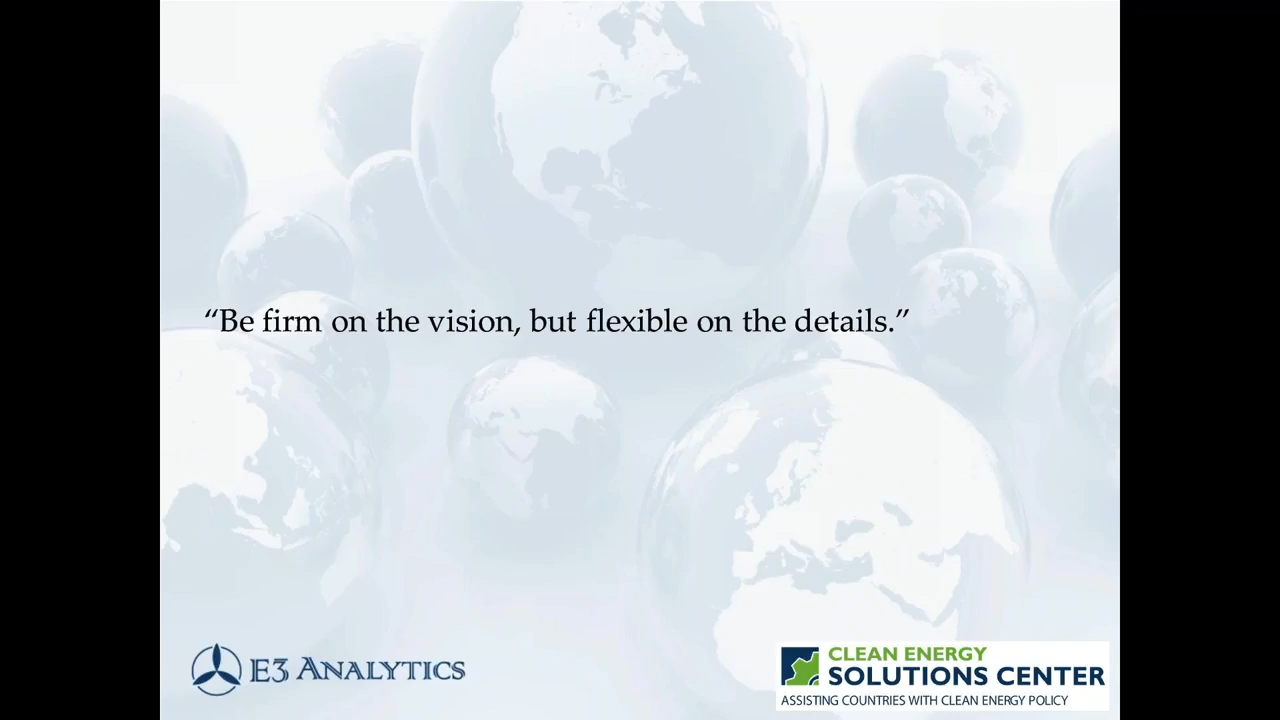 “Be firm on the vision, but flexible on the details.”
E3 ANALYTICS
CLEAN ENERGY
SOLUTIONS CENTER
ASSISTING COUNTRIES WITH CLEAN ENERGY POLICY